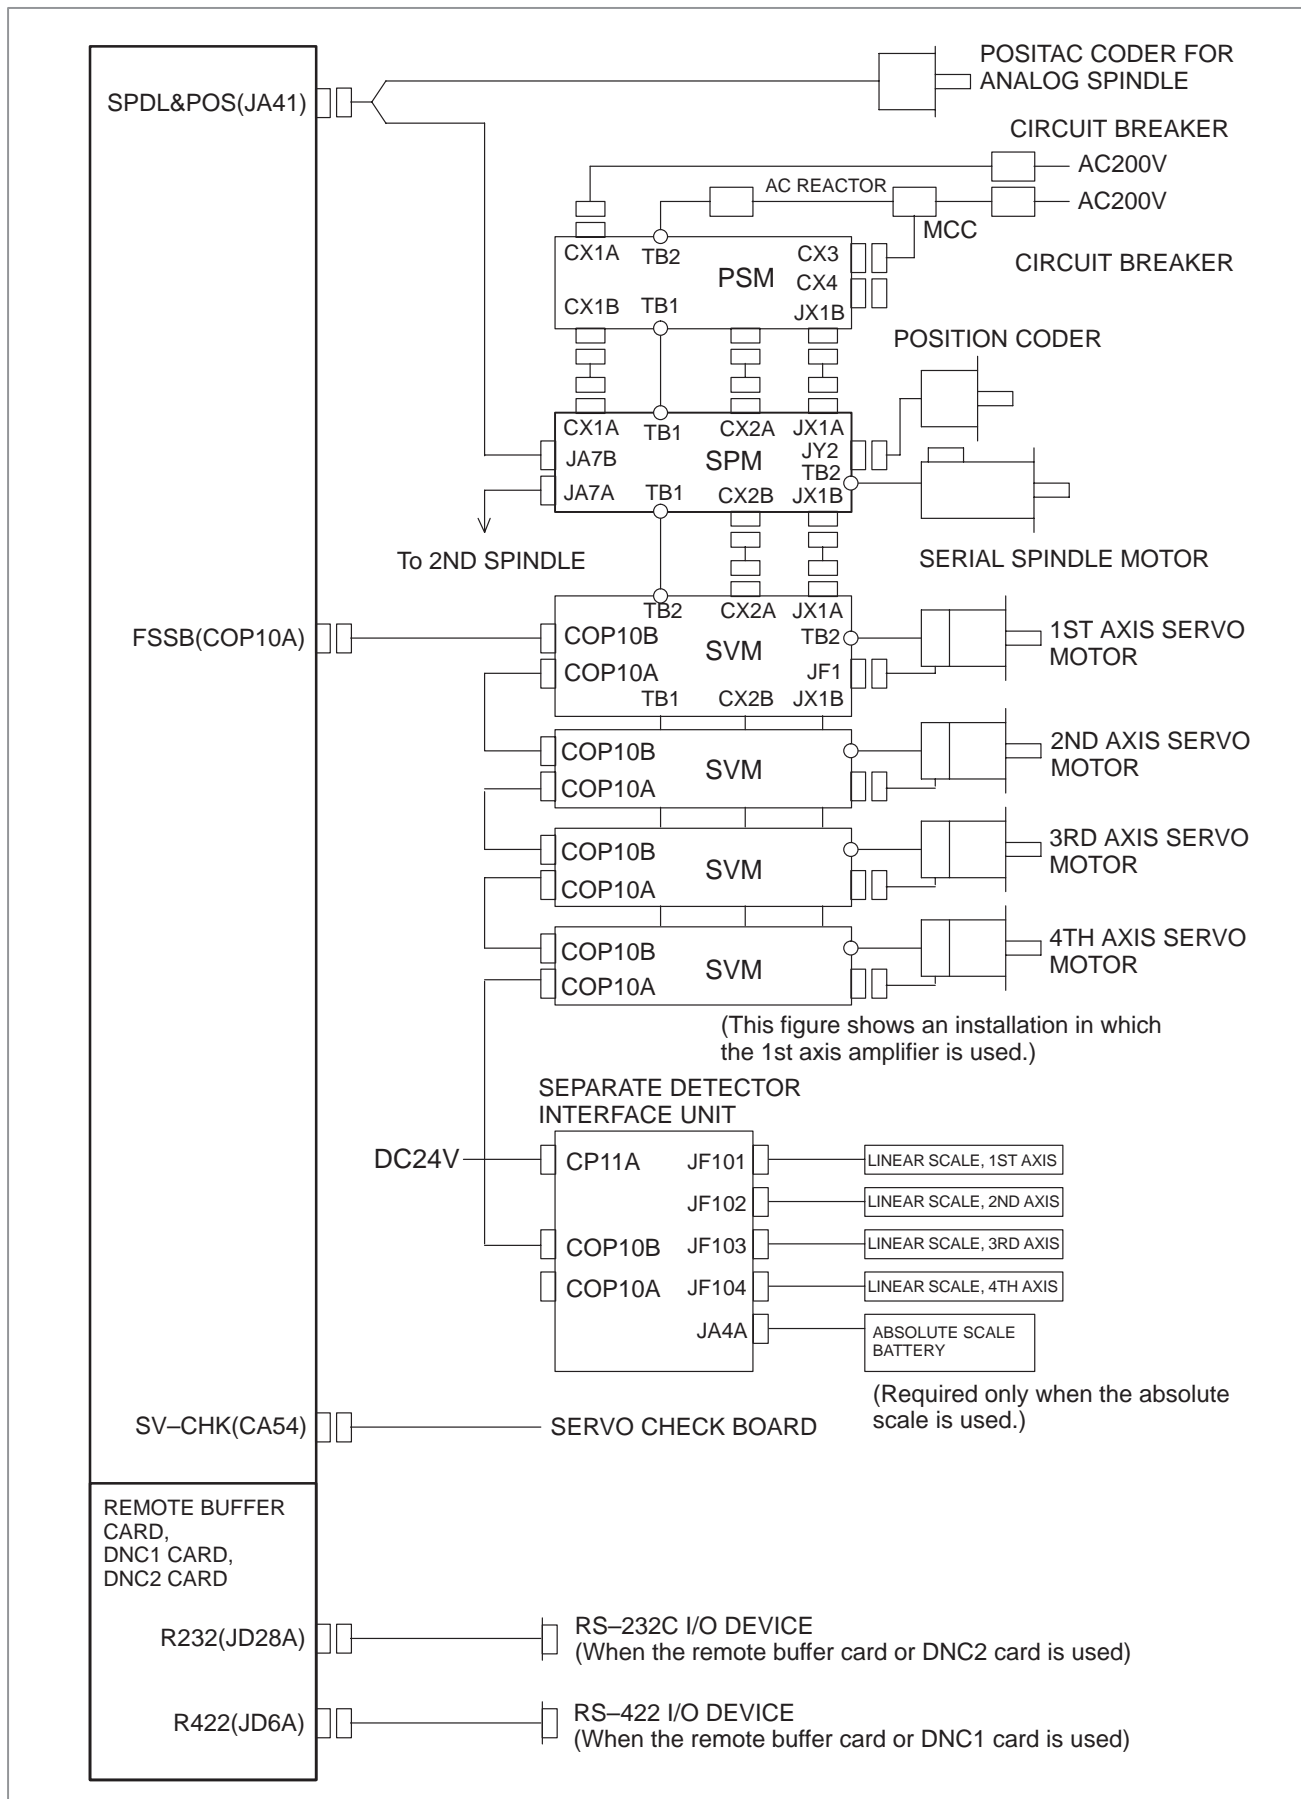 POSITAC CODER FOR
ANALOG SPINDLE
SPDL&POS(JA41)
CIRCUIT BREAKER
AC200V
AC REACTOR
AC200V
MCC
CIRCUIT BREAKER
CX1A TB2 CX3
PSM
CX4
CX1B TB1 JX1B
POSITION CODER
CX1A TB1 CX2A JX1A
JA7B SPM JY2
TB2
JA7A TB1 CX2B JX1B
To 2ND SPINDLE
SERIAL SPINDLE MOTOR
TB2 CX2A JX1A
FSSB(COP10A)
COP10B SVM TB2
1ST AXIS SERVO
MOTOR
COP10A JF1
TB1 CX2B JX1B
COP10B
SVM
COP10A
2ND AXIS SERVO
MOTOR
COP10B
SVM
COP10A
3RD AXIS SERVO
MOTOR
COP10B
SVM
COP10A
4TH AXIS SERVO
MOTOR
(This figure shows an installation in which
the 1st axis amplifier is used.)
SEPARATE DETECTOR
INTERFACE UNIT
DC24V
CP11A JF101 LINEAR SCALE, 1ST AXIS
JF102 LINEAR SCALE, 2ND AXIS
COP10B JF103 LINEAR SCALE, 3RD AXIS
COP10A JF104 LINEAR SCALE, 4TH AXIS
JA4A
ABSOLUTE SCALE
BATTERY
(Required only when the absolute
scale is used.)
SV–CHK(CA54)
SERVO CHECK BOARD
REMOTE BUFFER
CARD,
DNC1 CARD,
DNC2 CARD
R232(JD28A)
RS–232C I/O DEVICE
(When the remote buffer card or DNC2 card is used)
R422(JD6A)
RS–422 I/O DEVICE
(When the remote buffer card or DNC1 card is used)